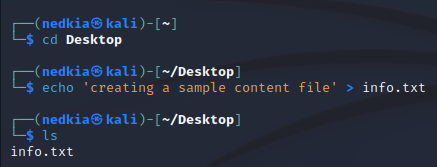 ┌──(nedkia㉿kali)-[~]
└─$ cd Desktop
┌──(nedkia㉿kali)-[~/Desktop]
└─$ echo 'creating a sample content file' > info.txt
┌──(nedkia㉿kali)-[~/Desktop]
└─$ ls
info.txt